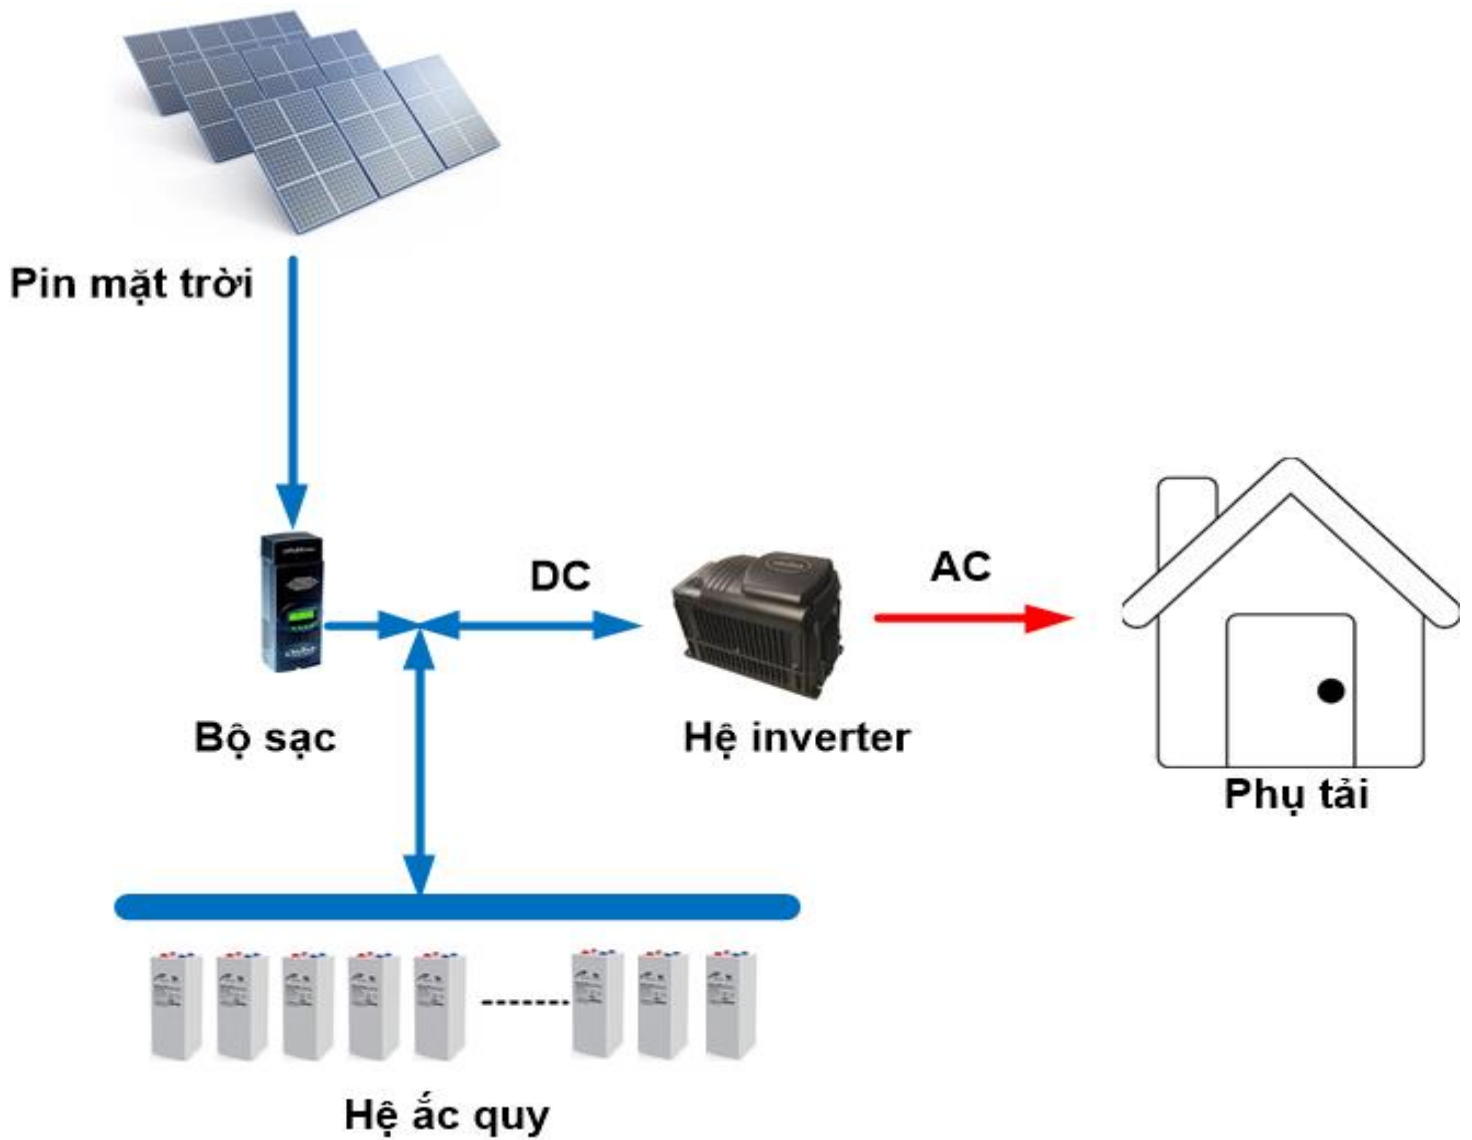 Pin mặt trời
DC
AC
Bộ sạc
Hệ inverter
Phụ tải
Hệ ắc quy